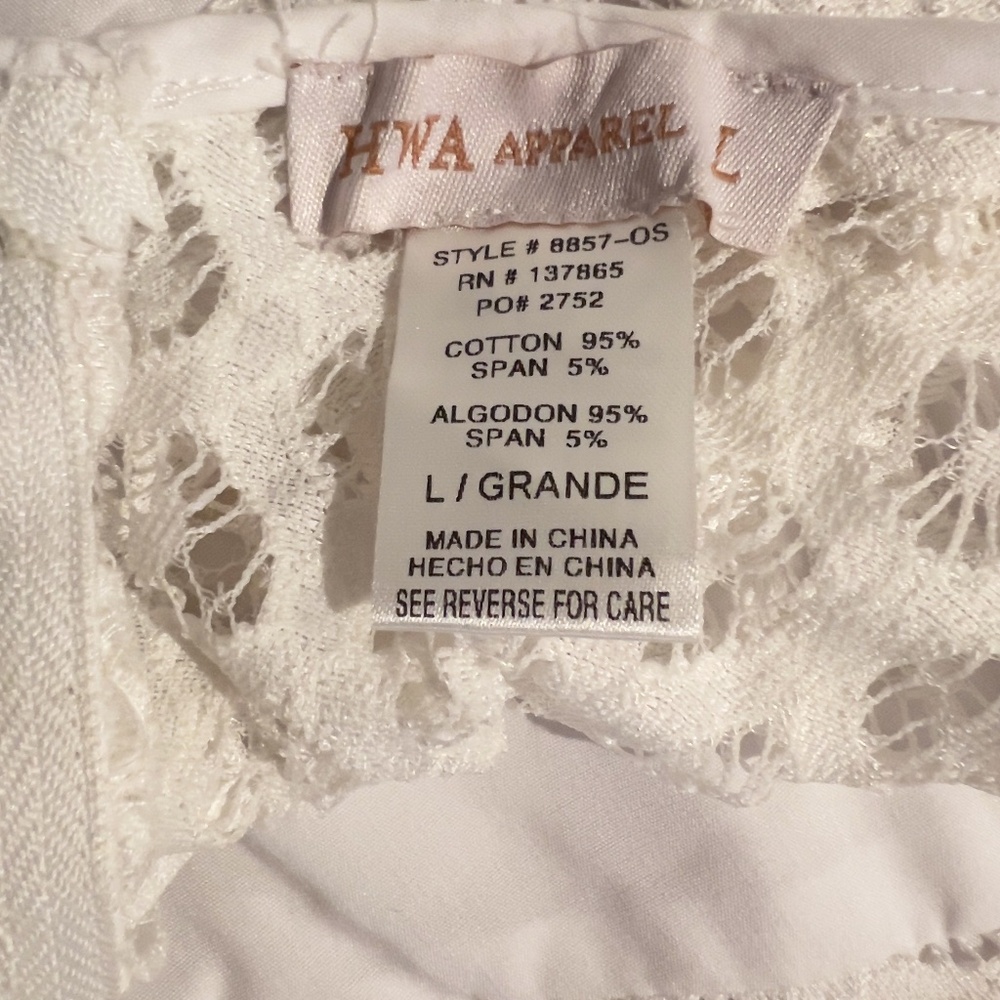 HWA APPAREL L
STYLE # 8857-OS
RN # 137865
PO# 2752
COTTON 95%
SPAN 5%
ALGODON 95%
SPAN 5%
L / GRANDE
MADE IN CHINA
HECHO EN CHINA
SEE REVERSE FOR CARE